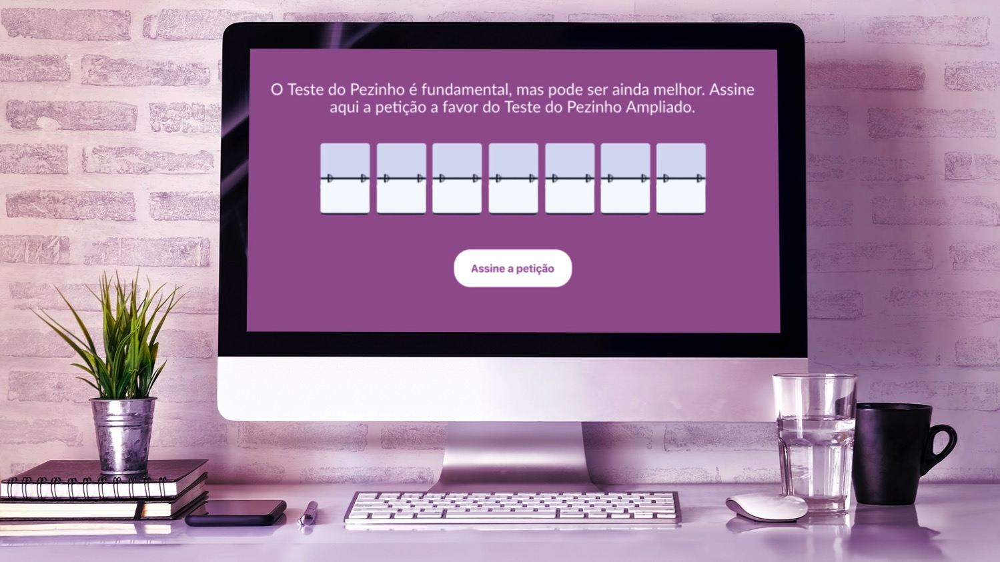 O Teste do Pezinho é fundamental, mas pode ser ainda melhor. Assine
aqui a petição a favor do Teste do Pezinho Ampliado.
Assine a petição